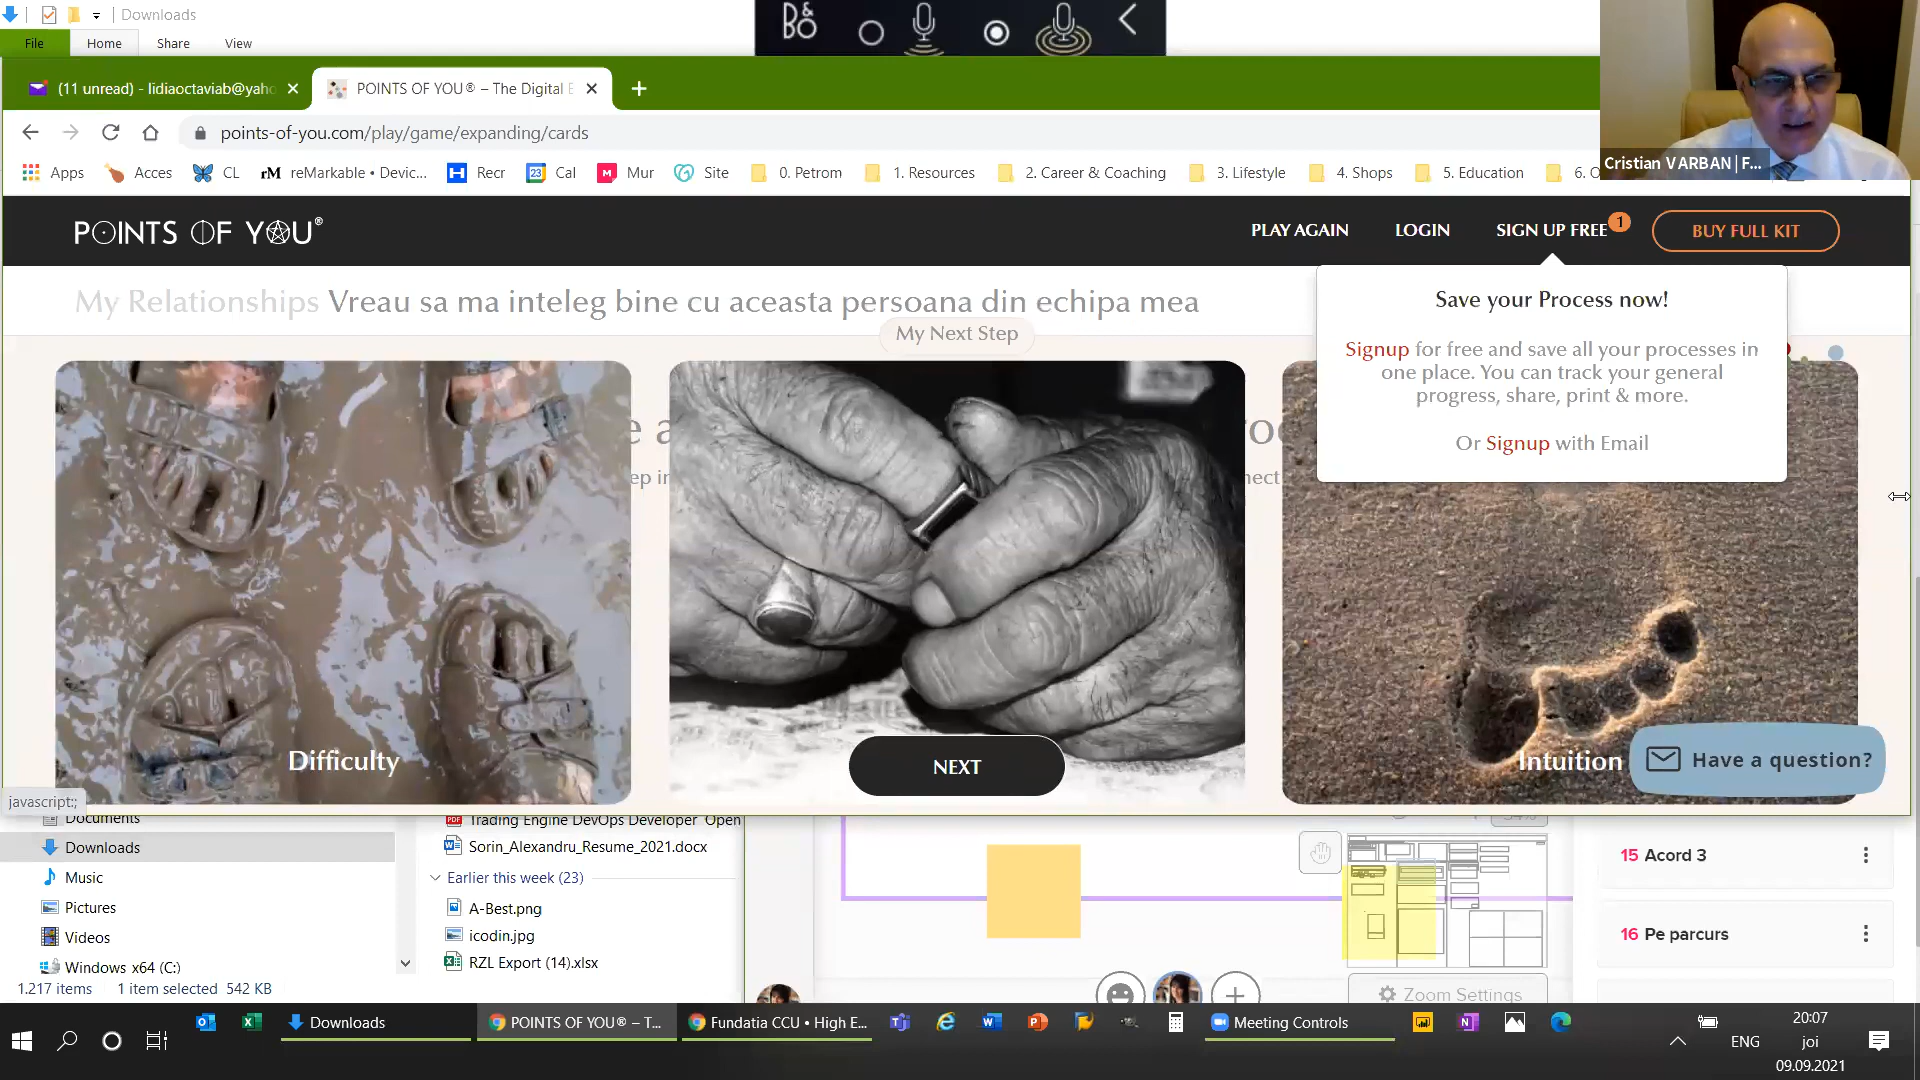 Downloads
File Home Share View
B&O
(11 unread) - lidiaoctaviab@yaho
POINTS OF YOU® – The Digital E
points-of-you.com/play/game/expanding/cards
Apps Acces CL rM reMarkable • Devic... Recr 23 Cal Mur Site 0. Petrom 1. Resources 2. Career & Coaching 3. Lifestyle 4. Shops 5. Education 6. O
Cristian VARBAN | F...
POINTS OF YOU®
PLAY AGAIN LOGIN SIGN UP FREE 1 BUY FULL KIT
My Relationships Vreau sa ma inteleg bine cu aceasta persoana din echipa mea
My Next Step
Save your Process now!
Signup for free and save all your processes in
one place. You can track your general
progress, share, print & more.
Or Signup with Email
Difficulty
NEXT
Intuition
Have a question?
javascript:;
Documents
Downloads
Music
Pictures
Videos
Windows x64 (C:)
1.217 items 1 item selected 542 KB
Trading Engine DevOps Developer Open
Sorin_Alexandru_Resume_2021.docx
Earlier this week (23)
A-Best.png
icodin.jpg
RZL Export (14).xlsx
15 Acord 3
16 Pe parcurs
Zoom Settings
Downloads
POINTS OF YOU® – T...
Fundatia CCU • High E...
Meeting Controls
ENG
20:07
joi
09.09.2021